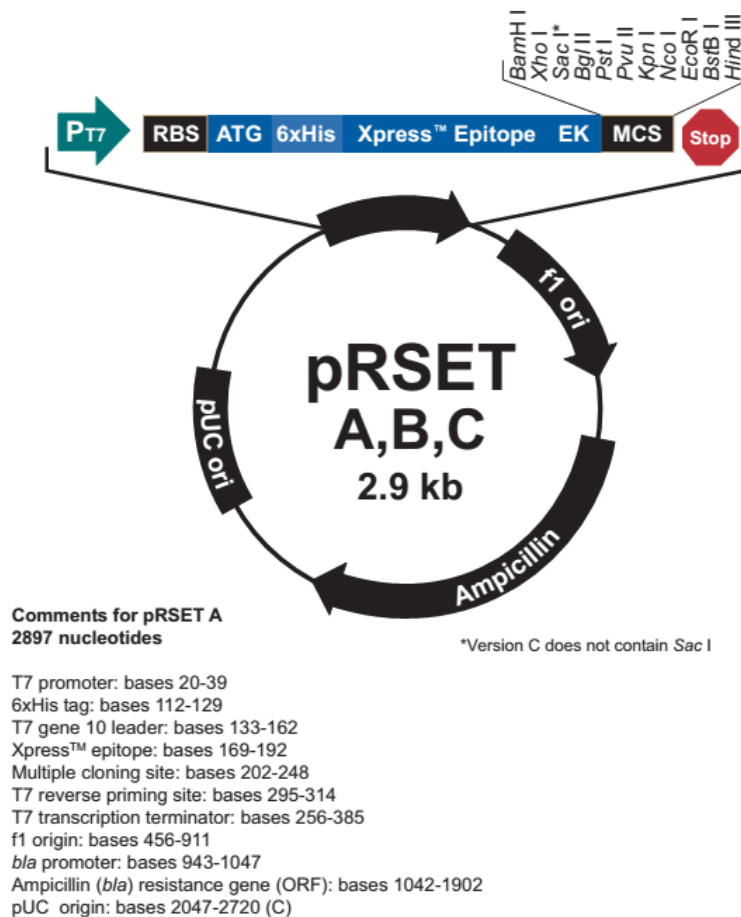 BamH I
Xho I
Sac I*
Bgl II
Pst I
Pvu II
Kpn I
Nco I
EcoR I
BstB I
Hind III
PT7
RBS ATG 6xHis Xpress™ Epitope EK MCS Stop
f1 ori
pRSET
A,B,C
2.9 kb
pUC ori
Ampicillin
Comments for pRSET A
2897 nucleotides
*Version C does not contain Sac I
T7 promoter: bases 20-39
6xHis tag: bases 112-129
T7 gene 10 leader: bases 133-162
Xpress™ epitope: bases 169-192
Multiple cloning site: bases 202-248
T7 reverse priming site: bases 295-314
T7 transcription terminator: bases 256-385
f1 origin: bases 456-911
bla promoter: bases 943-1047
Ampicillin (bla) resistance gene (ORF): bases 1042-1902
pUC origin: bases 2047-2720 (C)